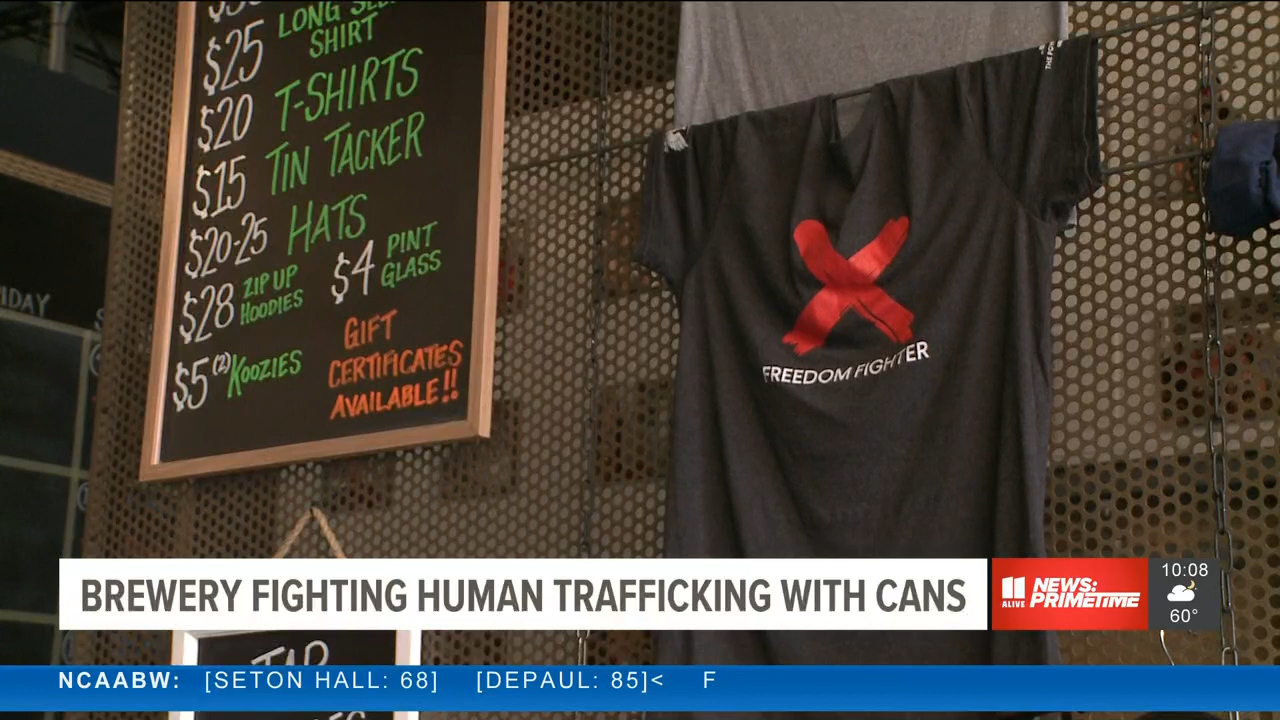 $25 LONG
SHIRT
$20 T-SHIRTS
$15 TIN TACKER
$20-25 HATS
$28 ZIP UP
HOODIES
$4 PINT
GLASS
$5 (2) KOOZIES
GIFT
CERTIFICATES
AVAILABLE!!
X
FREEDOM FIGHTER
BREWERY FIGHTING HUMAN TRAFFICKING WITH CANS
11 ALIVE NEWS:
PRIMETIME
10:08
60°
TAP
NCAABW: [SETON HALL: 68] [DEPAUL: 85]< F